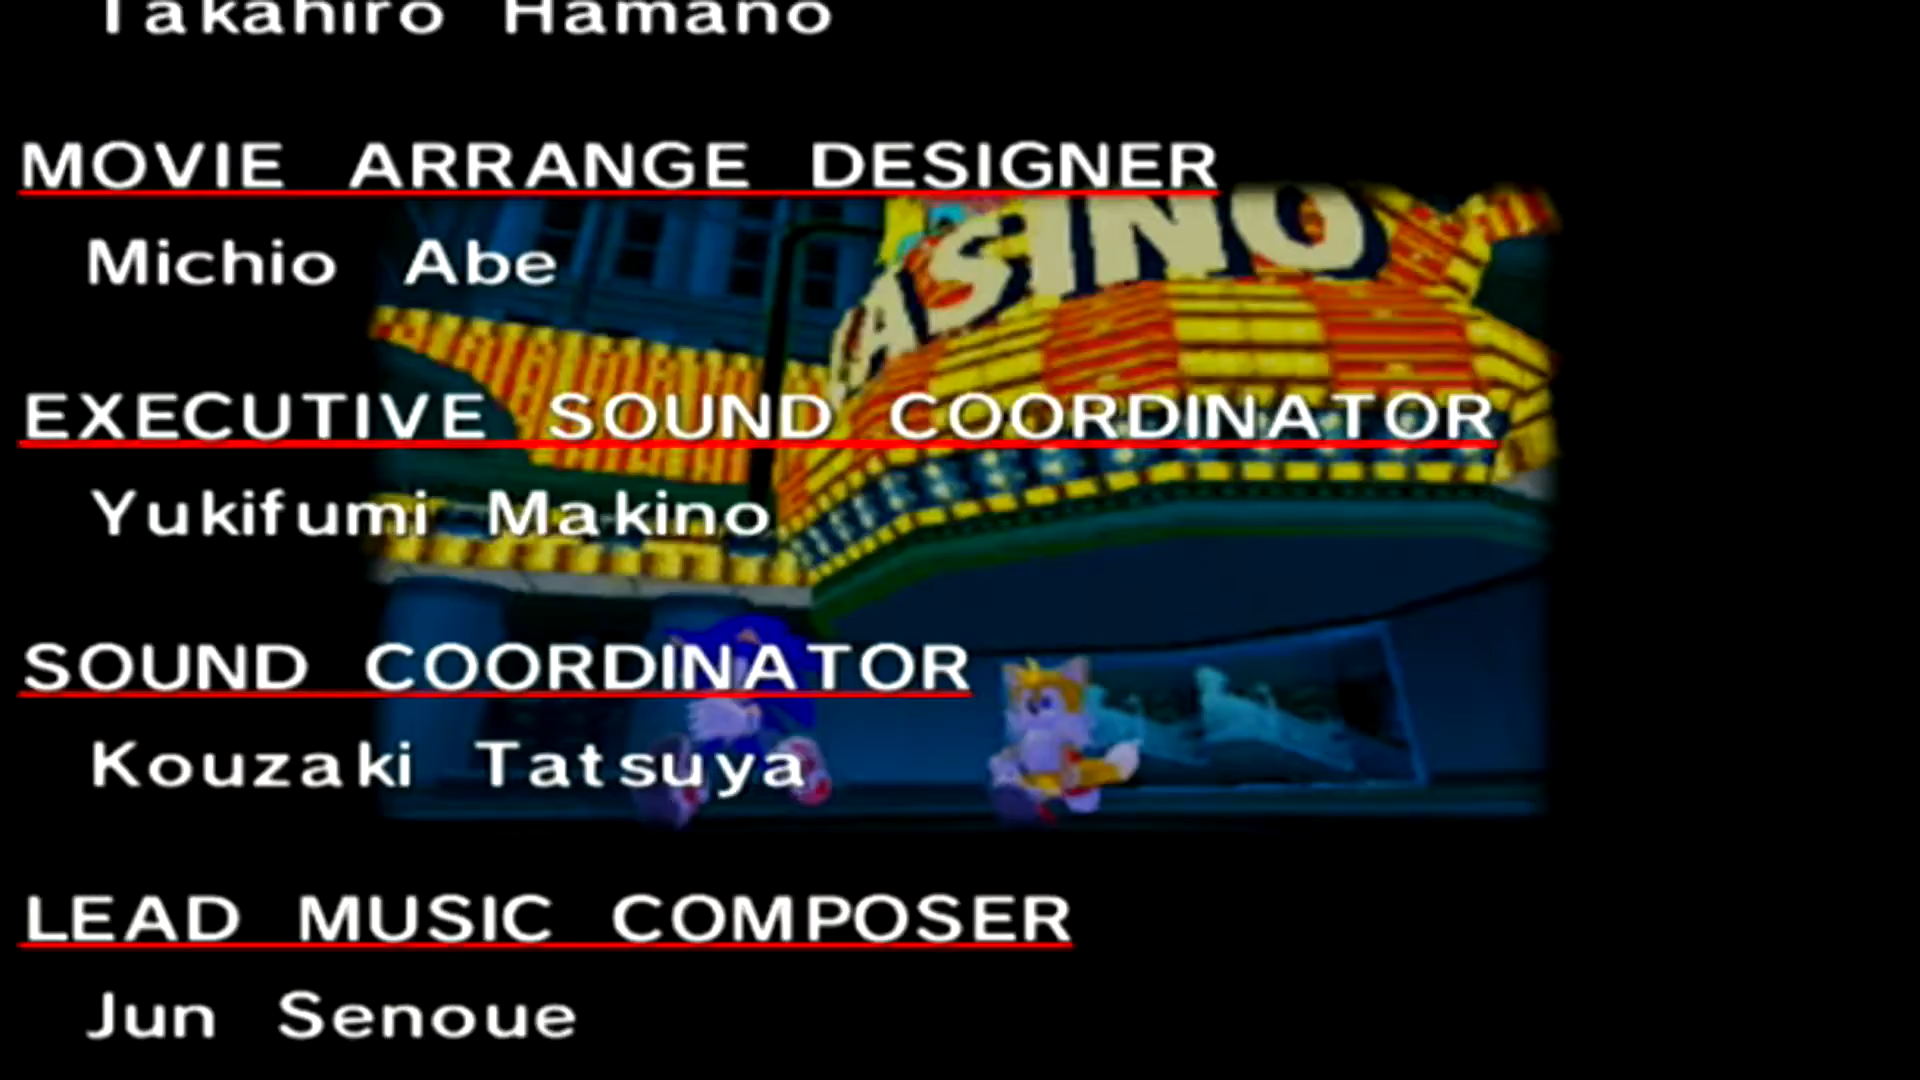 Takahiro Hamano
MOVIE ARRANGE DESIGNER
CASINO
Michio Abe
EXECUTIVE SOUND COORDINATOR
Yukifumi Makino
SOUND COORDINATOR
Kouzaki Tatsuya
LEAD MUSIC COMPOSER
Jun Senoue